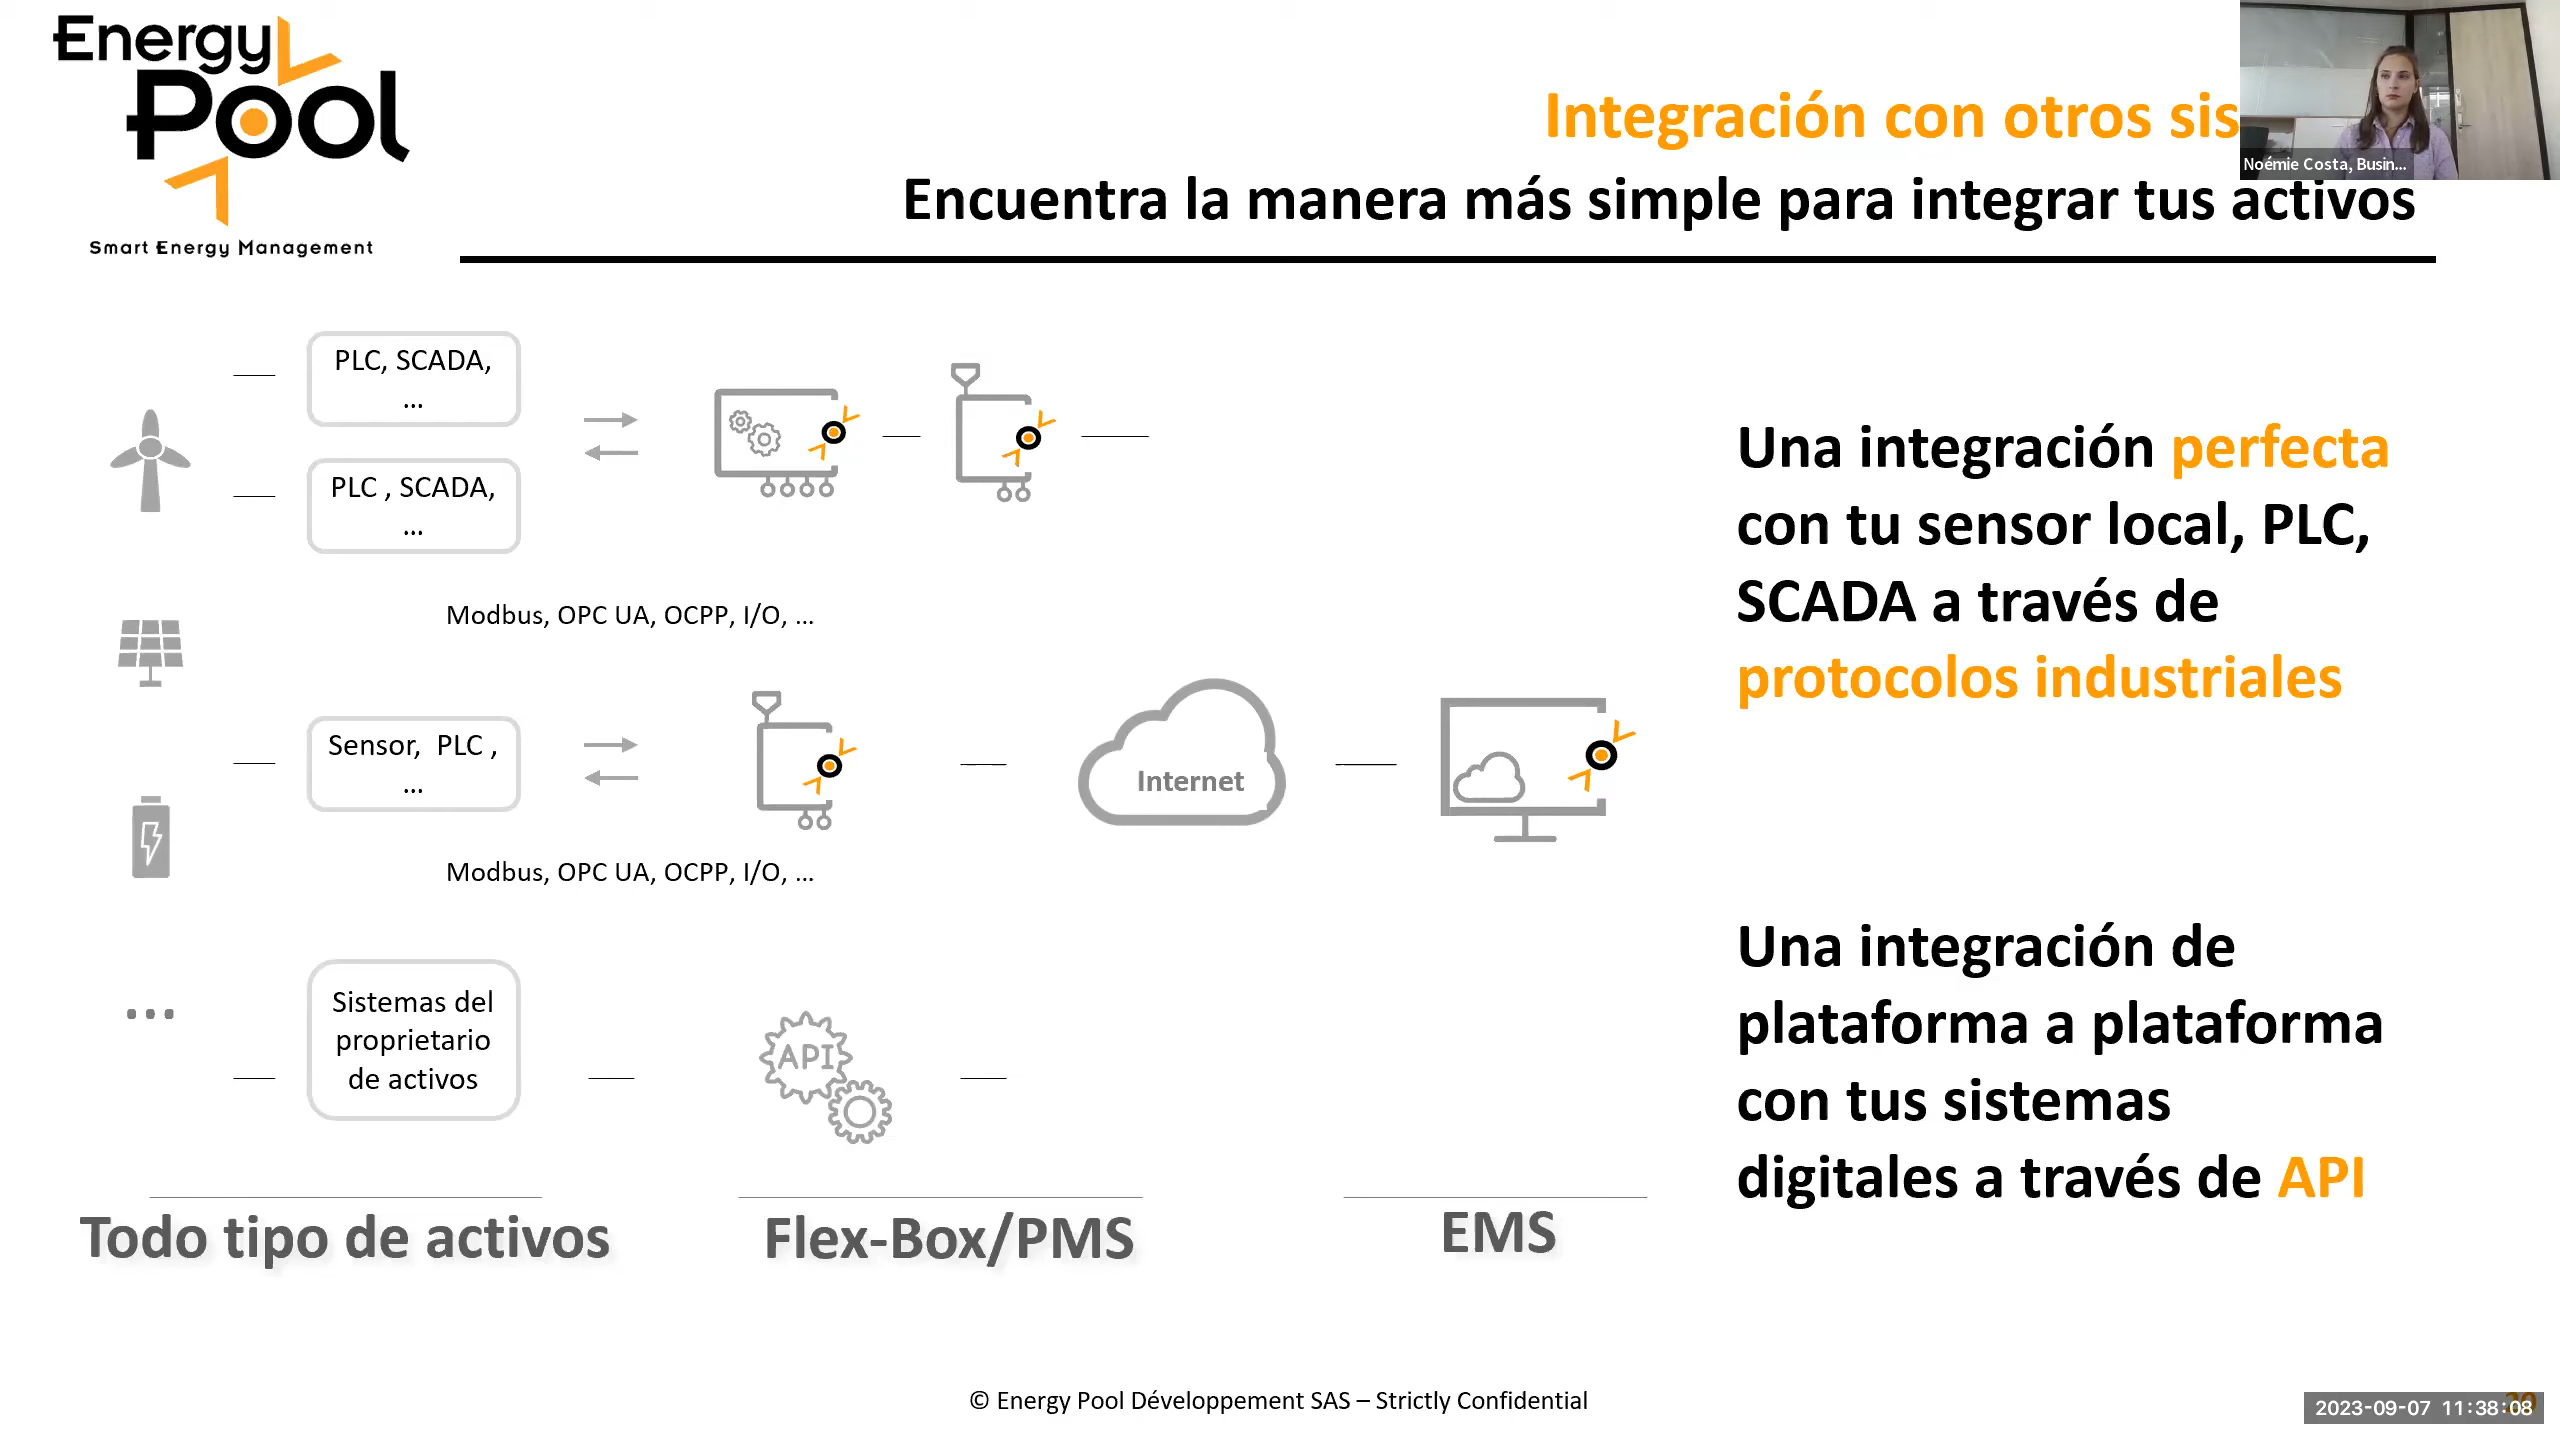 Energy
Pool
Smart Energy Management
Integración con otros sis
Encuentra la manera más simple para integrar tus activos
Noémie Costa, Busin...
PLC, SCADA,
...
PLC , SCADA,
...
Modbus, OPC UA, OCPP, I/O, ...
Sensor, PLC ,
...
Modbus, OPC UA, OCPP, I/O, ...
Internet
...
Sistemas del
proprietario
de activos
API
Todo tipo de activos
Flex-Box/PMS
EMS
Una integración perfecta
con tu sensor local, PLC,
SCADA a través de
protocolos industriales
Una integración de
plataforma a plataforma
con tus sistemas
digitales a través de API
© Energy Pool Développement SAS – Strictly Confidential
2023-09-07 11:38:08